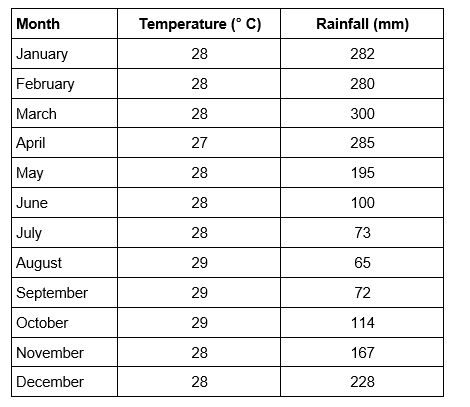 Month Temperature (° C) Rainfall (mm)
January 28 282
February 28 280
March 28 300
April 27 285
May 28 195
June 28 100
July 28 73
August 29 65
September 29 72
October 29 114
November 28 167
December 28 228